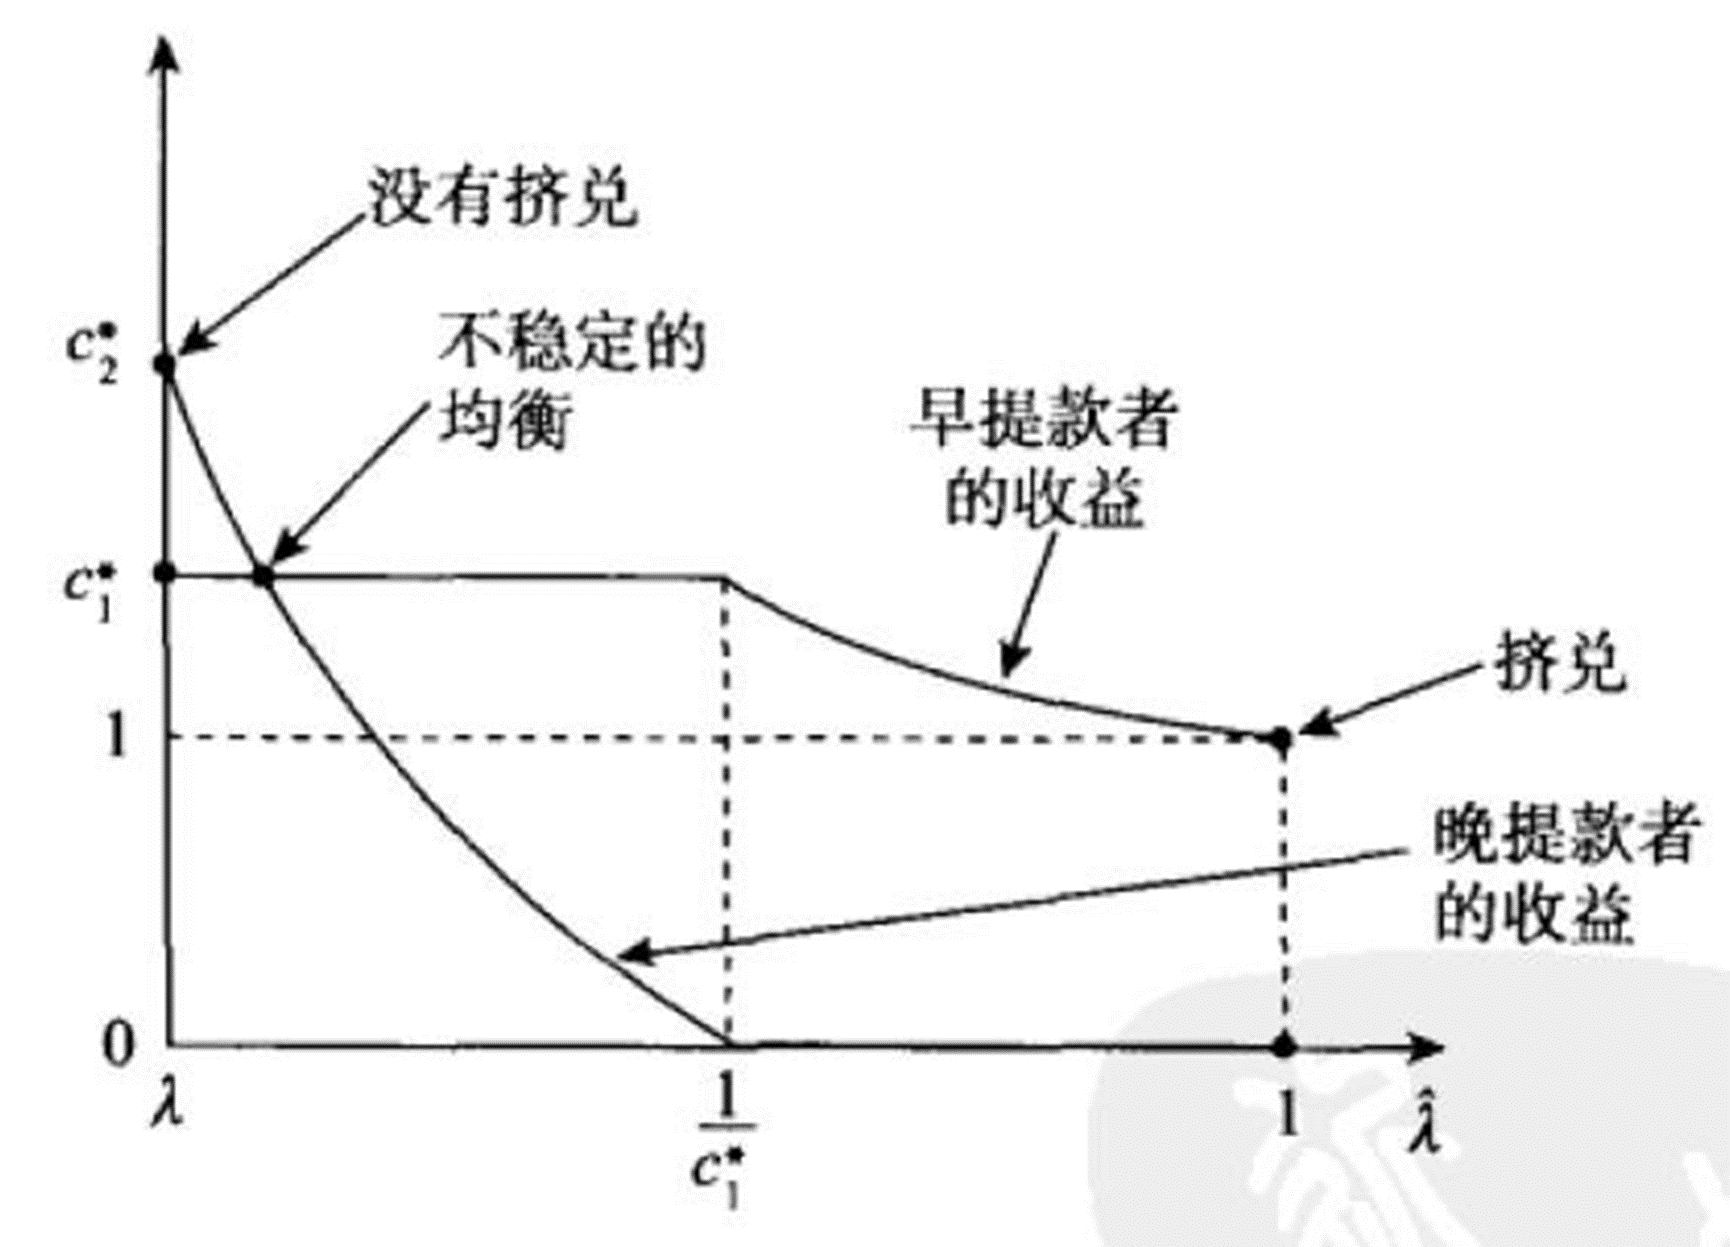 没有挤兑
c₂*
不稳定的
均衡
早提款者
的收益
c₁*
挤兑
1
晚提款者
的收益
0
λ
1/c₁*
1
λ̂